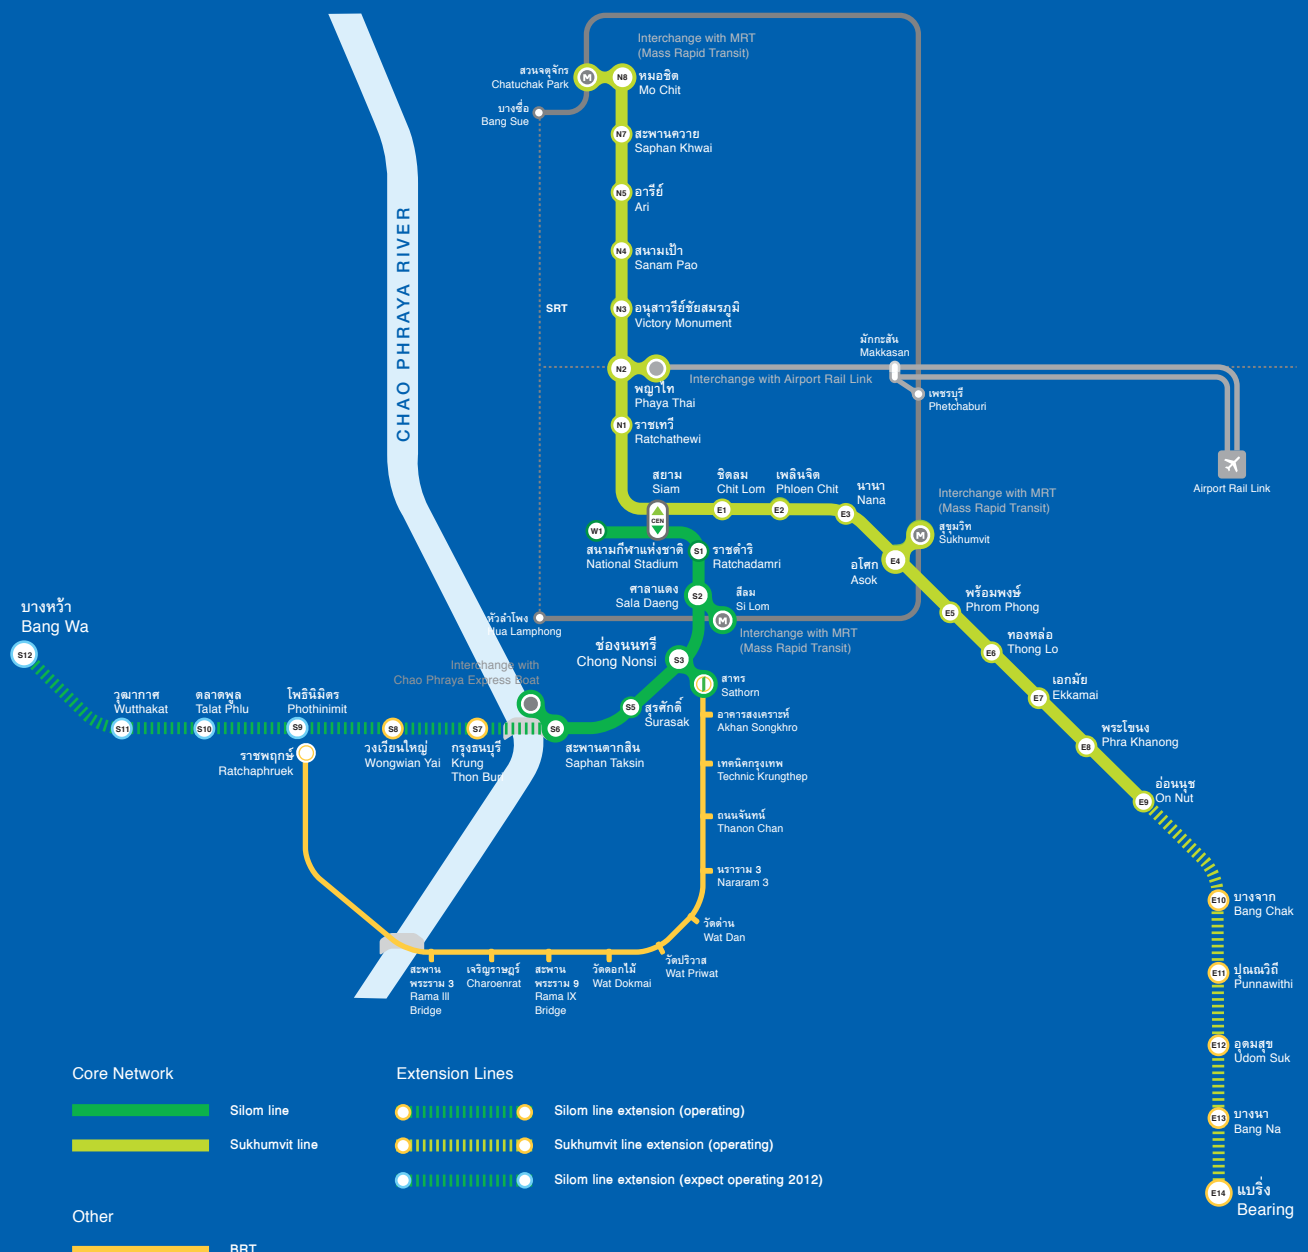 Interchange with MRT
(Mass Rapid Transit)
สวนจตุจักร
Chatuchak Park
M
N8
หมอชิต
Mo Chit
บางซื่อ
Bang Sue
N7
สะพานควาย
Saphan Khwai
N5
อารีย์
Ari
CHAO PHRAYA RIVER
N4
สนามเป้า
Sanam Pao
SRT
N3
อนุสาวรีย์ชัยสมรภูมิ
Victory Monument
มักกะสัน
Makkasan
N2
พญาไท
Phaya Thai
Interchange with Airport Rail Link
เพชรบุรี
Phetchaburi
N1
ราชเทวี
Ratchathewi
Airport Rail Link
สยาม
Siam
CEN
ชิดลม
Chit Lom
E1
เพลินจิต
Phloen Chit
E2
นานา
Nana
E3
Interchange with MRT
(Mass Rapid Transit)
สุขุมวิท
Sukhumvit
M
W1
สนามกีฬาแห่งชาติ
National Stadium
S1
ราชดำริ
Ratchadamri
อโศก
Asok
E4
ศาลาแดง
Sala Daeng
S2
สีลม
Si Lom
M
Interchange with MRT
(Mass Rapid Transit)
E5
พร้อมพงษ์
Phrom Phong
หัวลำโพง
Hua Lamphong
E6
ทองหล่อ
Thong Lo
บางหว้า
Bang Wa
S12
ช่องนนทรี
Chong Nonsi
S3
Interchange with
Chao Phraya Express Boat
สาทร
Sathorn
E7
เอกมัย
Ekkamai
วุฒากาศ
Wutthakat
S11
ตลาดพลู
Talat Phlu
S10
โพธินิมิตร
Phothinimit
S9
S8
วงเวียนใหญ่
Wongwian Yai
S7
กรุงธนบุรี
Krung
Thon Buri
S6
สะพานตากสิน
Saphan Taksin
S5
สุรศักดิ์
Surasak
อาคารสงเคราะห์
Akhan Songkhro
E8
พระโขนง
Phra Khanong
ราชพฤกษ์
Ratchaphruek
เทคนิคกรุงเทพ
Technic Krungthep
E9
อ่อนนุช
On Nut
ถนนจันทน์
Thanon Chan
นราราม 3
Nararam 3
E10
บางจาก
Bang Chak
วัดด่าน
Wat Dan
วัดปริวาส
Wat Priwat
สะพาน
พระราม 3
Rama III
Bridge
เจริญราษฎร์
Charoenrat
สะพาน
พระราม 9
Rama IX
Bridge
วัดดอกไม้
Wat Dokmai
E11
ปุณณวิถี
Punnawithi
E12
อุดมสุข
Udom Suk
E13
บางนา
Bang Na
E14
แบริ่ง
Bearing
Core Network
Silom line
Sukhumvit line
Extension Lines
Silom line extension (operating)
Sukhumvit line extension (operating)
Silom line extension (expect operating 2012)
Other
BRT